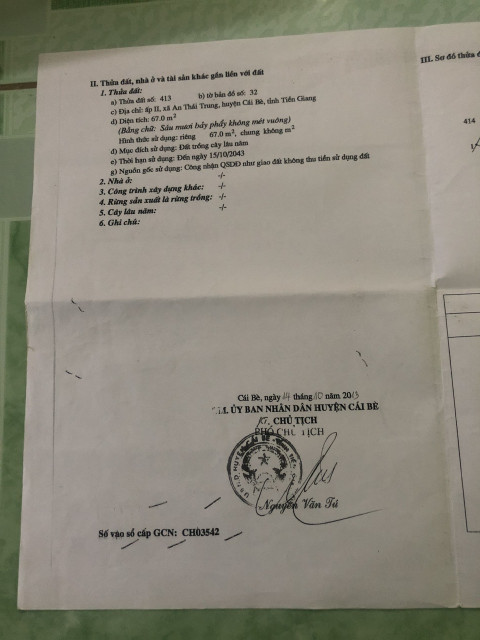 II. Thửa đất, nhà ở và tài sản khác gắn liền với đất
III. Sơ đồ thửa đ
1. Thửa đất:
a) Thửa đất số: 413 b) tờ bản đồ số: 32
c) Địa chỉ: ấp II, xã An Thái Trung, huyện Cái Bè, tỉnh Tiền Giang
d) Diện tích: 67.0 m²
(Bằng chữ: Sáu mươi bảy phẩy không mét vuông)
Hình thức sử dụng: riêng 67.0 m², chung không m²
đ) Mục đích sử dụng: Đất trồng cây lâu năm
e) Thời hạn sử dụng: Đến ngày 15/10/2043
g) Nguồn gốc sử dụng: Công nhận QSDĐ như giao đất không thu tiền sử dụng đất
2. Nhà ở: -/-
3. Công trình xây dựng khác: -/-
4. Rừng sản xuất là rừng trồng: -/-
5. Cây lâu năm: -/-
6. Ghi chú:
414
Cái Bè, ngày 14 tháng 10 năm 2013
TM. ỦY BAN NHÂN DÂN HUYỆN CÁI BÈ
KT. CHỦ TỊCH
PHÓ CHỦ TỊCH
Nguyễn Văn Tú
Số vào sổ cấp GCN: CH03542